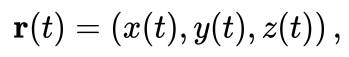 r(t) = (x(t), y(t), z(t)) ,